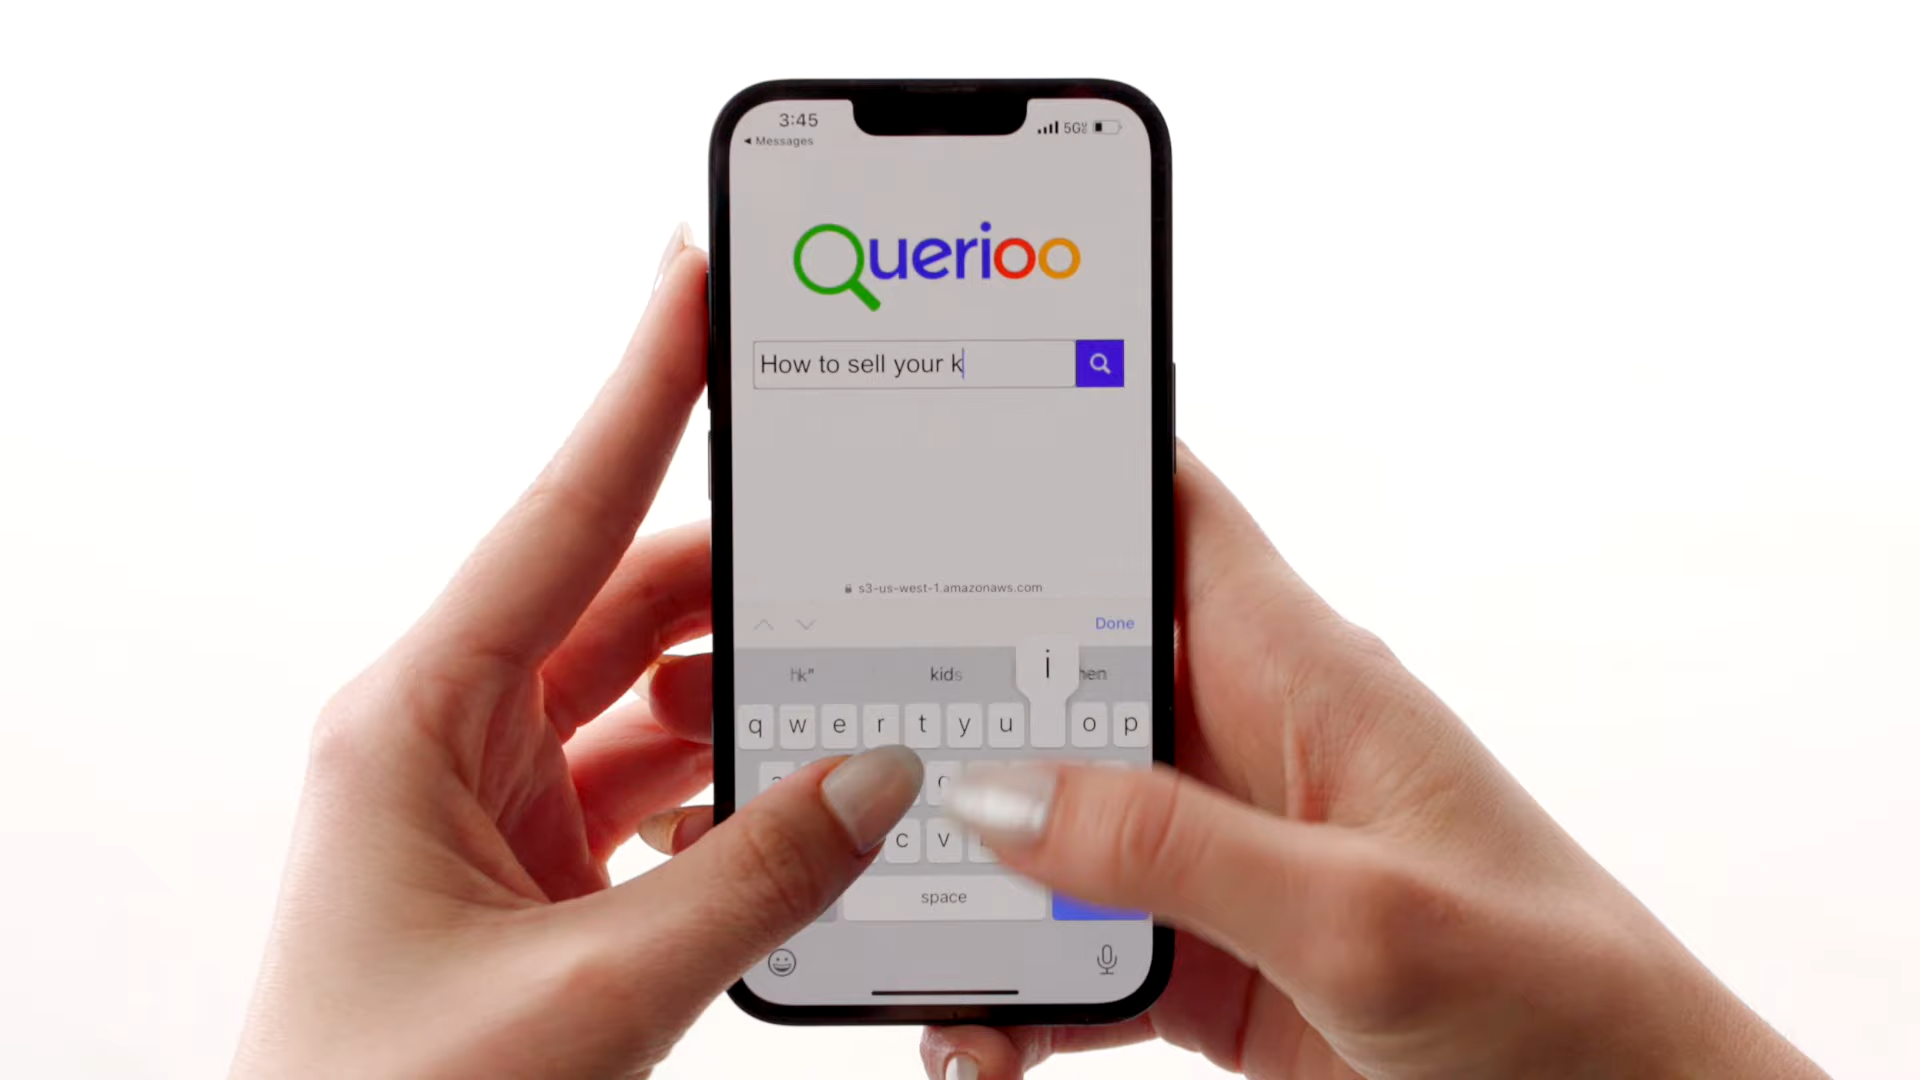 3:45
5G
◀ Messages
Querioo
How to sell your k
s3-us-west-1.amazonaws.com
Done
kids
i
q w e r t y u o p
c v
space